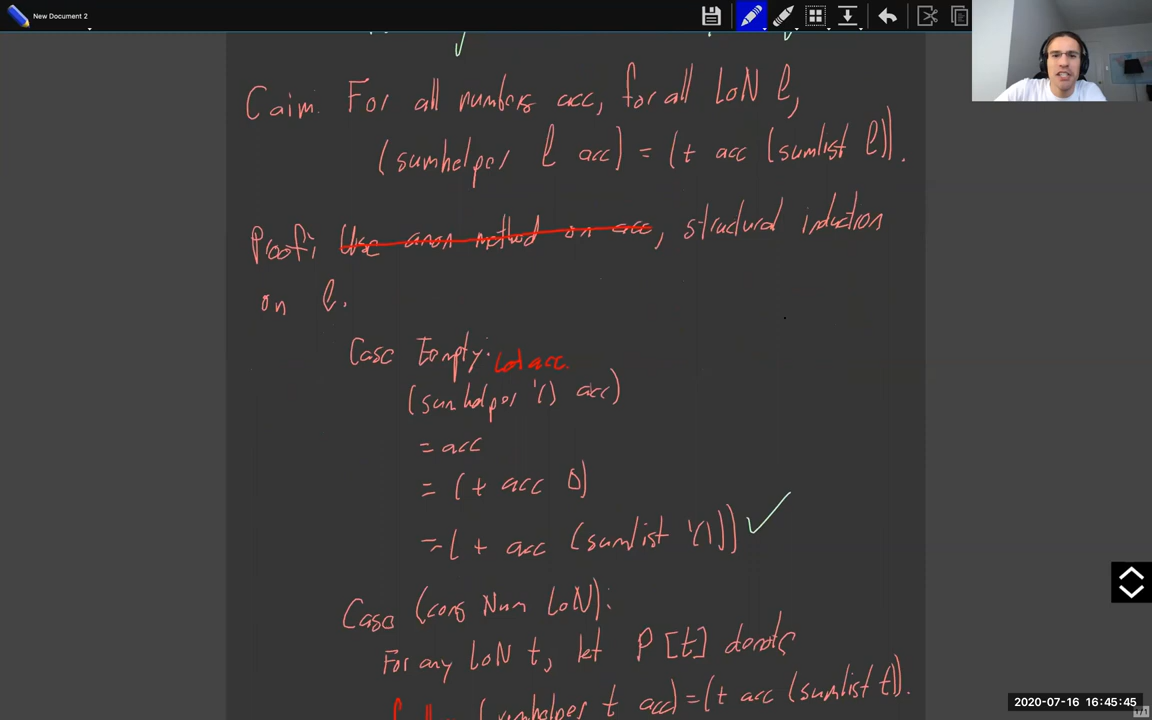 New Document 2
Caim. For all numbers acc, for all LoN l,
(sumhelper l acc) = (+ acc (sumlist l)).
Proof: Use anon method on acc, structural induction
on l.
Case Empty: Let acc.
(sumhelper '() acc)
= acc
= (+ acc 0)
= (+ acc (sumlist '()))
Case (cons Num LoN):
For any LoN t, let P[t] denote
(sumhelper t acc) = (+ acc (sumlist t)).
2020-07-16 16:45:45
1/1